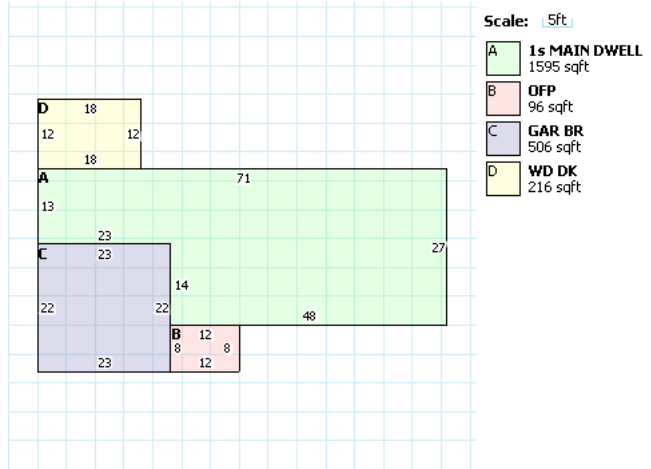 Scale: 5ft
A 1s MAIN DWELL
1595 sqft
B OFP
96 sqft
C GAR BR
506 sqft
D WD DK
216 sqft
D 18
12 12
18
A 71
13
23
27
C 23
14
22 22
48
B 12
8 8
23 12